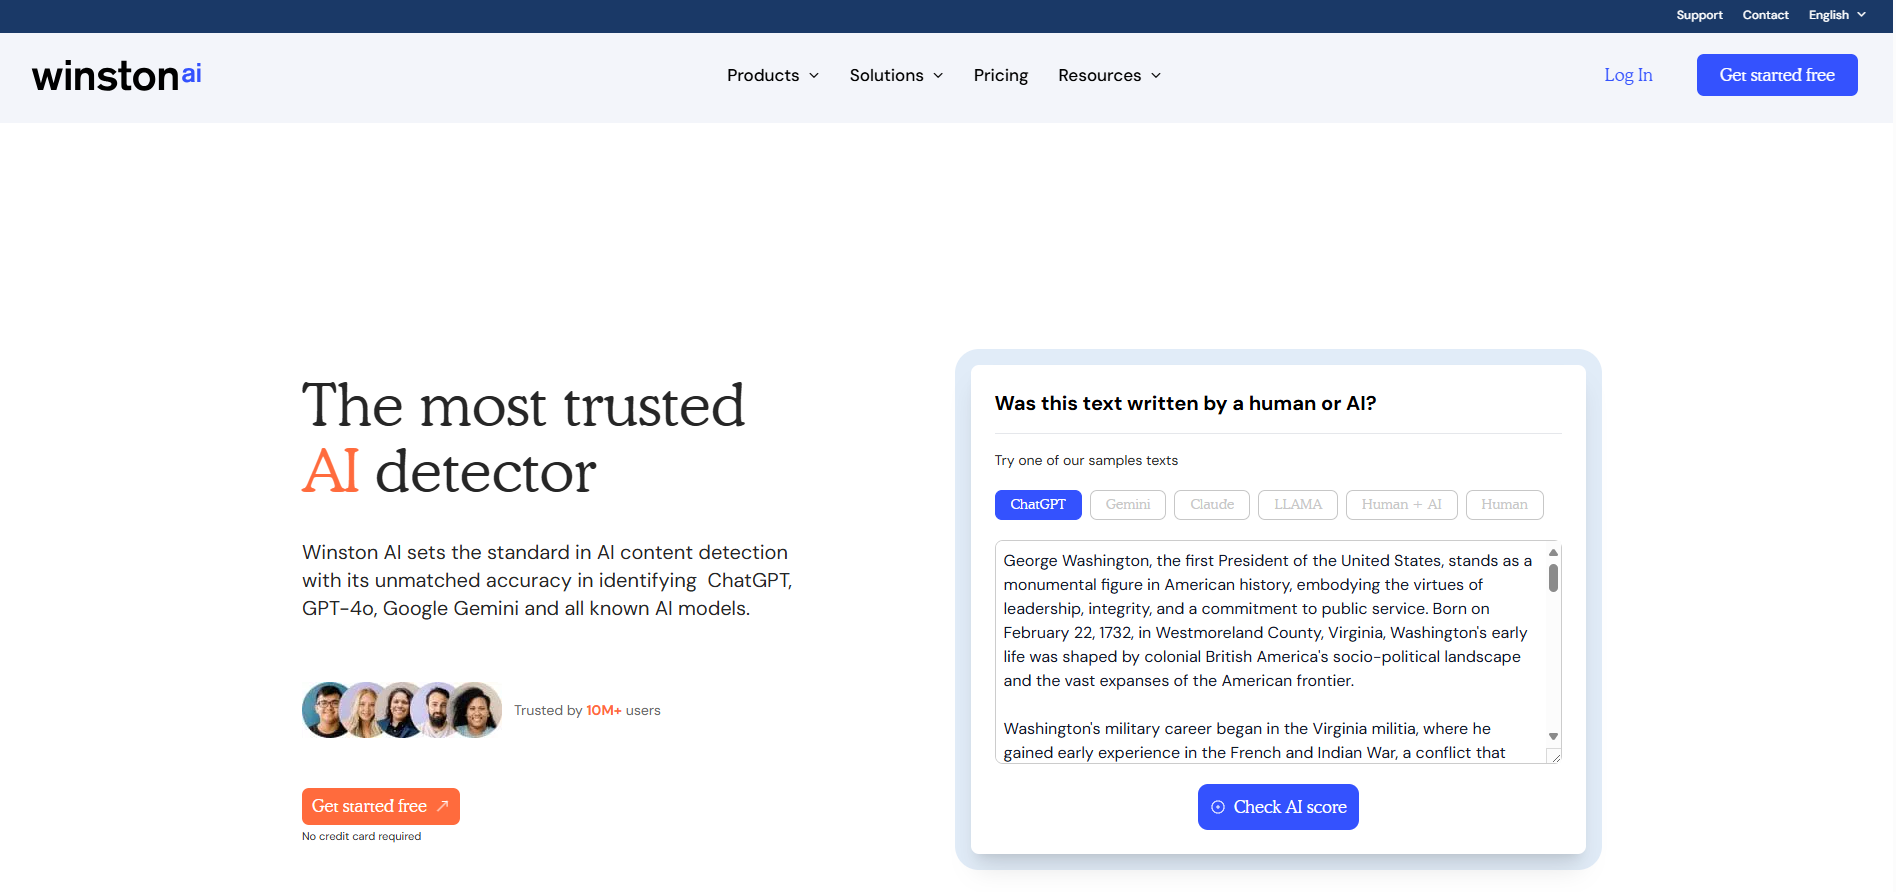 Support Contact English
winston ai Products Solutions Pricing Resources Log In Get started free
The most trusted
AI detector
Winston AI sets the standard in AI content detection
with its unmatched accuracy in identifying ChatGPT,
GPT-4o, Google Gemini and all known AI models.
Trusted by 10M+ users
Get started free
No credit card required
Was this text written by a human or AI?
Try one of our samples texts
ChatGPT Gemini Claude LLAMA Human + AI Human
George Washington, the first President of the United States, stands as a
monumental figure in American history, embodying the virtues of
leadership, integrity, and a commitment to public service. Born on
February 22, 1732, in Westmoreland County, Virginia, Washington's early
life was shaped by colonial British America's socio-political landscape
and the vast expanses of the American frontier.
Washington's military career began in the Virginia militia, where he
gained early experience in the French and Indian War, a conflict that
Check AI score